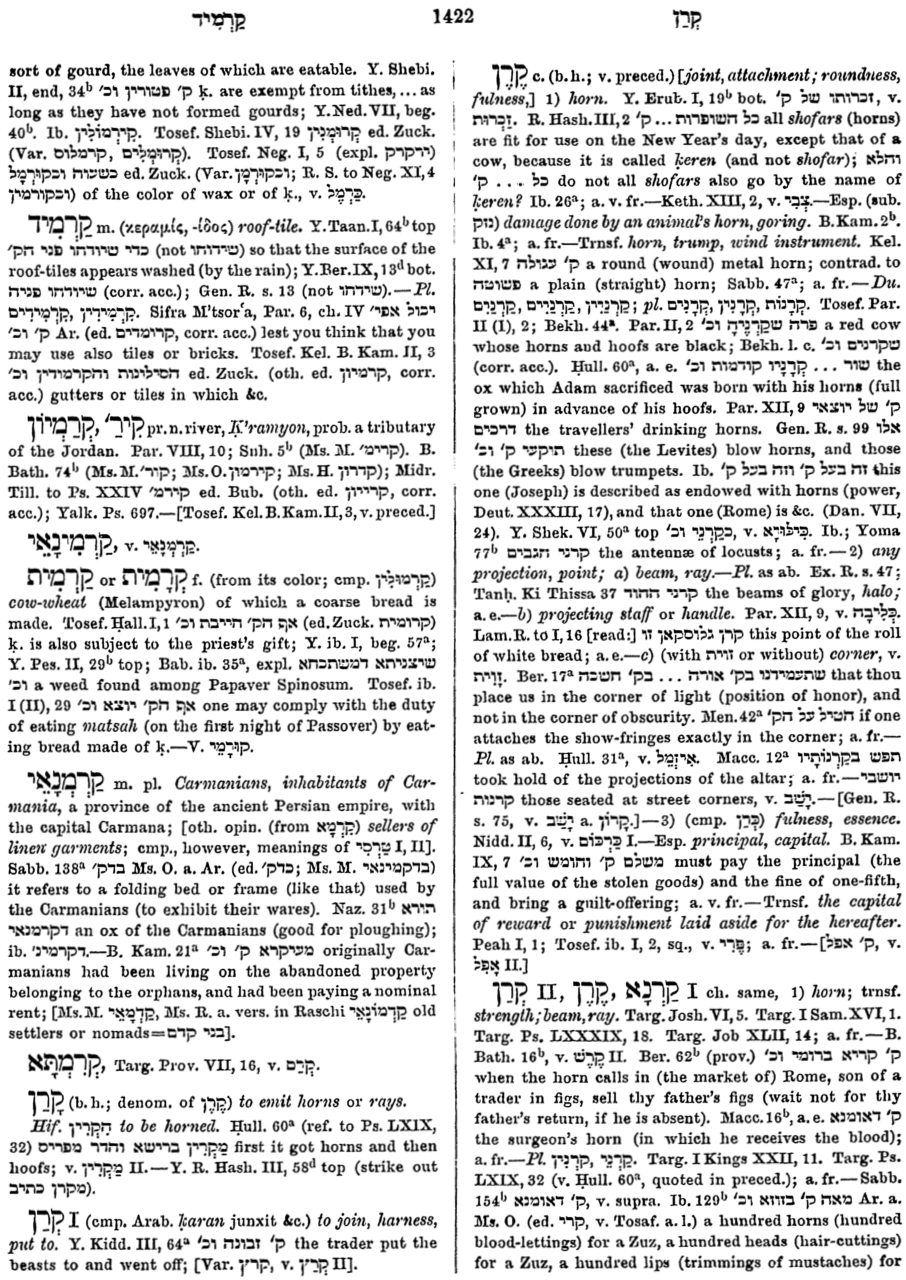 קַרְמִיד
1422
קֶרֶן
sort of gourd, the leaves of which are eatable. Y. Shebi.
II, end, 34ᵇ ק׳ פטורין וכ׳ ḳ. are exempt from tithes, ... as
long as they have not formed gourds; Y.Ned. VII, beg.
40ᵇ. Ib. קִירְמוֹלִין. Tosef. Shebi. IV, 19 קרומלין ed. Zuck.
(Var. קרמולים, קרמלוס). Tosef. Neg. I, 5 (expl. ירקרק)
כשעוה וכקורמל ed. Zuck. (Var. וכקורמן; R. S. to Neg. XI, 4
וכקורמין) of the color of wax or of ḳ., v. כַּרְמֶל.
קַרְמִיד m. (κεραμίς, -ίδος) roof-tile. Y. Taan. I, 64ᵇ top
כדי שיודחו פני הק׳ (not שידוחו) so that the surface of the
roof-tiles appears washed (by the rain); Y. Ber. IX, 13ᵈ bot.
שיודחו פניה (corr. acc.); Gen. R. s. 13 (not שידחו).—Pl.
קַרְמִידִין, קַרְמִידִים. Sifra M'tsor'a, Par. 6, ch. IV יכול אפי׳
ק׳ וכ׳ Ar. (ed. קרומדים, corr. acc.) lest you think that you
may use also tiles or bricks. Tosef. Kel. B. Kam. II, 3
הסילונות והקרמודין וכ׳ ed. Zuck. (oth. ed. קרמיון, corr.
acc.) gutters or tiles in which &c.
קַרְמְיוֹן, קִירַ׳ pr. n. river, Ḳ'ramyon, prob. a tributary
of the Jordan. Par. VIII, 10; Snh. 5ᵇ (Ms. M. קרימ׳). B.
Bath. 74ᵇ (Ms. M. קור׳; Ms. O. קירמיון; Ms. H. קדרון); Midr.
Till. to Ps. XXIV קירמ׳ ed. Bub. (oth. ed. קרייון, corr.
acc.); Yalk. Ps. 697.—[Tosef. Kel. B. Kam. II, 3, v. preced.]
קַרְמִינָאֵי, v. קַרְמְנָאֵי.
קַרְמִית or קְרָמִית f. (from its color; cmp. קַרְמוּלִין)
cow-wheat (Melampyron) of which a coarse bread is
made. Tosef. Ḥall. I, 1 אף הק׳ חייבת וכ׳ (ed. Zuck. קרומית)
ḳ. is also subject to the priest's gift; Y. ib. I, beg. 57ᵃ;
Y. Pes. II, 29ᵇ top; Bab. ib. 35ᵃ, expl. שיצניתא דמשתכחא
וכ׳ a weed found among Papaver Spinosum. Tosef. ib.
I (II), 29 אף הק׳ יוצא וכ׳ one may comply with the duty
of eating matsah (on the first night of Passover) by eat-
ing bread made of ḳ.—V. קוּרְמֵי.
קַרְמְנָאֵי m. pl. Carmanians, inhabitants of Car-
mania, a province of the ancient Persian empire, with
the capital Carmana; [oth. opin. (from קַרְמָא) sellers of
linen garments; cmp., however, meanings of טַרְסִי I, II].
Sabb. 138ᵃ בדק׳ Ms. O. a. Ar. (ed. כדק׳; Ms. M. בדקמינאי)
it refers to a folding bed or frame (like that) used by
the Carmanians (to exhibit their wares). Naz. 31ᵇ תורא
דקרמנאי an ox of the Carmanians (good for ploughing);
ib. דקרמינ׳.—B. Kam. 21ᵃ מעיקרא ק׳ וכ׳ originally Car-
manians had been living on the abandoned property
belonging to the orphans, and had been paying a nominal
rent; [Ms. M. קַדְמָאֵי, Ms. R. a. vers. in Raschi קַדְמוֹנָאֵי old
settlers or nomads=בני קדם].
קְרִמְתָּא, Targ. Prov. VII, 16, v. קְרַם.
קָרַן (b. h.; denom. of קֶרֶן) to emit horns or rays.
Hif. הִקְרִין to be horned. Ḥull. 60ᵃ (ref. to Ps. LXIX,
32) מַקְרִין ברישא והדר מפריס first it got horns and then
hoofs; v. מַקְרִין II.—Y. R. Hash. III, 58ᵈ top (strike out
מקרן כתיב).
קְרַן I (cmp. Arab. ḳaran junxit &c.) to join, harness,
put to. Y. Kidd. III, 64ᵃ ק׳ זבונה וכ׳ the trader put the
beasts to and went off; [Var. קרץ, v. קְרַץ II].
קֶרֶן c. (b. h.; v. preced.) [joint, attachment; roundness,
fulness,] 1) horn. Y. Erub. I, 19ᵇ bot. זכרותו של ק׳, v.
זַכְרוּת. R. Hash. III, 2 כל השופרות ... ק׳ all shofars (horns)
are fit for use on the New Year's day, except that of a
cow, because it is called ḳeren (and not shofar); והלא
כל ... ק׳ do not all shofars also go by the name of
ḳeren? Ib. 26ᵃ; a. v. fr.—Keth. XIII, 2, v. צְבִי.—Esp. (sub.
נזק) damage done by an animal's horn, goring. B. Kam. 2ᵇ.
Ib. 4ᵃ; a. fr.—Trnsf. horn, trump, wind instrument. Kel.
XI, 7 ק׳ עגולה a round (wound) metal horn; contrad. to
פשוטה a plain (straight) horn; Sabb. 47ᵃ; a. fr.—Du.
קַרְנַיִין, קַרְנַיִים, קַרְנַיִם; pl. קְרָנוֹת, קְרָנִין, קְרָנִים. Tosef. Par.
II (I), 2; Bekh. 44ᵃ. Par. II, 2 פרה שקַרְנֶיהָ וכ׳ a red cow
whose horns and hoofs are black; Bekh. l. c. שקרנים וכ׳
(corr. acc.). Ḥull. 60ᵃ, a. e. שור ... קַרְנָיו קודמות וכ׳ the
ox which Adam sacrificed was born with his horns (full
grown) in advance of his hoofs. Par. XII, 9 ק׳ של יוצאי
דרכים the travellers' drinking horns. Gen. R. s. 99 אלו
תוקעי ק׳ וכ׳ these (the Levites) blow horns, and those
(the Greeks) blow trumpets. Ib. זה בעל ק׳ וזה בעל ק׳ this
one (Joseph) is described as endowed with horns (power,
Deut. XXXIII, 17), and that one (Rome) is &c. (Dan. VII,
24). Y. Shek. VI, 50ᵃ top כְּקַרְנֵי וכ׳, v. כִּילְוּיָא. Ib.; Yoma
77ᵇ קרני חגבים the antennæ of locusts; a. fr.—2) any
projection, point; a) beam, ray.—Pl. as ab. Ex. R. s. 47;
Tanḥ. Ki Thissa 37 קרני ההוד the beams of glory, halo;
a. e.—b) projecting staff or handle. Par. XII, 9, v. כְּלִיבָה.
Lam. R. to I, 16 [read:] קרן גלוסקאן זו this point of the roll
of white bread; a. e.—c) (with זוית or without) corner, v.
זָוִית. Ber. 17ᵃ שתעמידנו בק׳ אורה ... בק׳ חשכה that thou
place us in the corner of light (position of honor), and
not in the corner of obscurity. Men. 42ᵃ הטיל על הק׳ if one
attaches the show-fringes exactly in the corner; a. fr.—
Pl. as ab. Ḥull. 31ᵃ, v. אִיזְמֵל. Macc. 12ᵃ תפש בקַרְנוֹתָיו
took hold of the projections of the altar; a. fr.—יושבי
קרנות those seated at street corners, v. יָשַׁב.—[Gen. R.
s. 75, v. יָשַׁב a. קָרוֹן.]—3) (cmp. כֶּרֶן) fulness, essence.
Nidd. II, 6, v. כַּרְכּוֹם I.—Esp. principal, capital. B. Kam.
IX, 7 משלם ק׳ וחומש וכ׳ must pay the principal (the
full value of the stolen goods) and the fine of one-fifth,
and bring a guilt-offering; a. v. fr.—Trnsf. the capital
of reward or punishment laid aside for the hereafter.
Peah I, 1; Tosef. ib. I, 2, sq., v. פֶּרִי; a. fr.—[ק׳ אפל, v.
אָפֵל II.]
קְרַן II, קֶרֶן, קַרְנָא I ch. same, 1) horn; trnsf.
strength; beam, ray. Targ. Josh. VI, 5. Targ. I Sam. XVI, 1.
Targ. Ps. LXXXIX, 18. Targ. Job XLII, 14; a. fr.—B.
Bath. 16ᵇ, v. קֶרֶשׁ II. Ber. 62ᵇ (prov.) ק׳ קריא ברומי וכ׳
when the horn calls in (the market of) Rome, son of a
trader in figs, sell thy father's figs (wait not for thy
father's return, if he is absent). Macc. 16ᵇ, a. e. ק׳ דאומנא
the surgeon's horn (in which he receives the blood);
a. fr.—Pl. קַרְנֵי, קַרְנִין. Targ. I Kings XXII, 11. Targ. Ps.
LXIX, 32 (v. Ḥull. 60ᵃ, quoted in preced.); a. fr.—Sabb.
154ᵇ ק׳ דאומנא, v. supra. Ib. 129ᵇ מאה ק׳ בזוזא וכ׳ Ar. a.
Ms. O. (ed. קרי, v. Tosaf. a. l.) a hundred horns (hundred
blood-lettings) for a Zuz, a hundred heads (hair-cuttings)
for a Zuz, a hundred lips (trimmings of mustaches) for